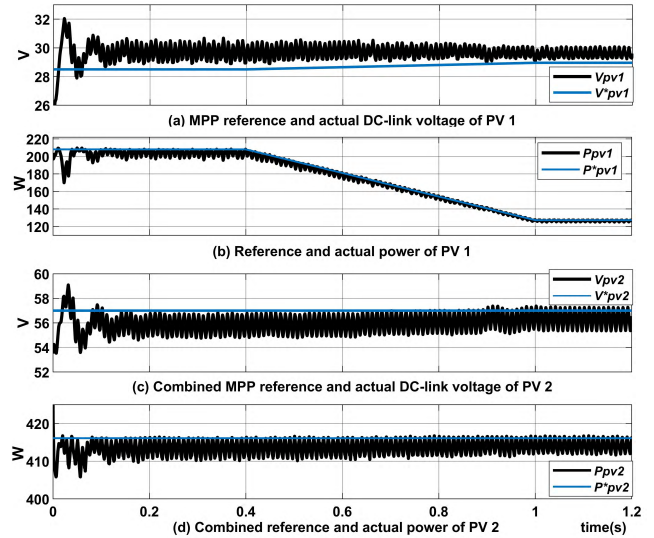 32
30
28
26
V
Vpv1
V*pv1
(a) MPP reference and actual DC-link voltage of PV 1
220
200
180
160
140
120
W
Ppv1
P*pv1
(b) Reference and actual power of PV 1
60
58
56
54
52
V
Vpv2
V*pv2
(c) Combined MPP reference and actual DC-link voltage of PV 2
420
410
400
W
Ppv2
P*pv2
0 0.2 0.4 0.6 0.8 1 1.2
(d) Combined reference and actual power of PV 2 time(s)